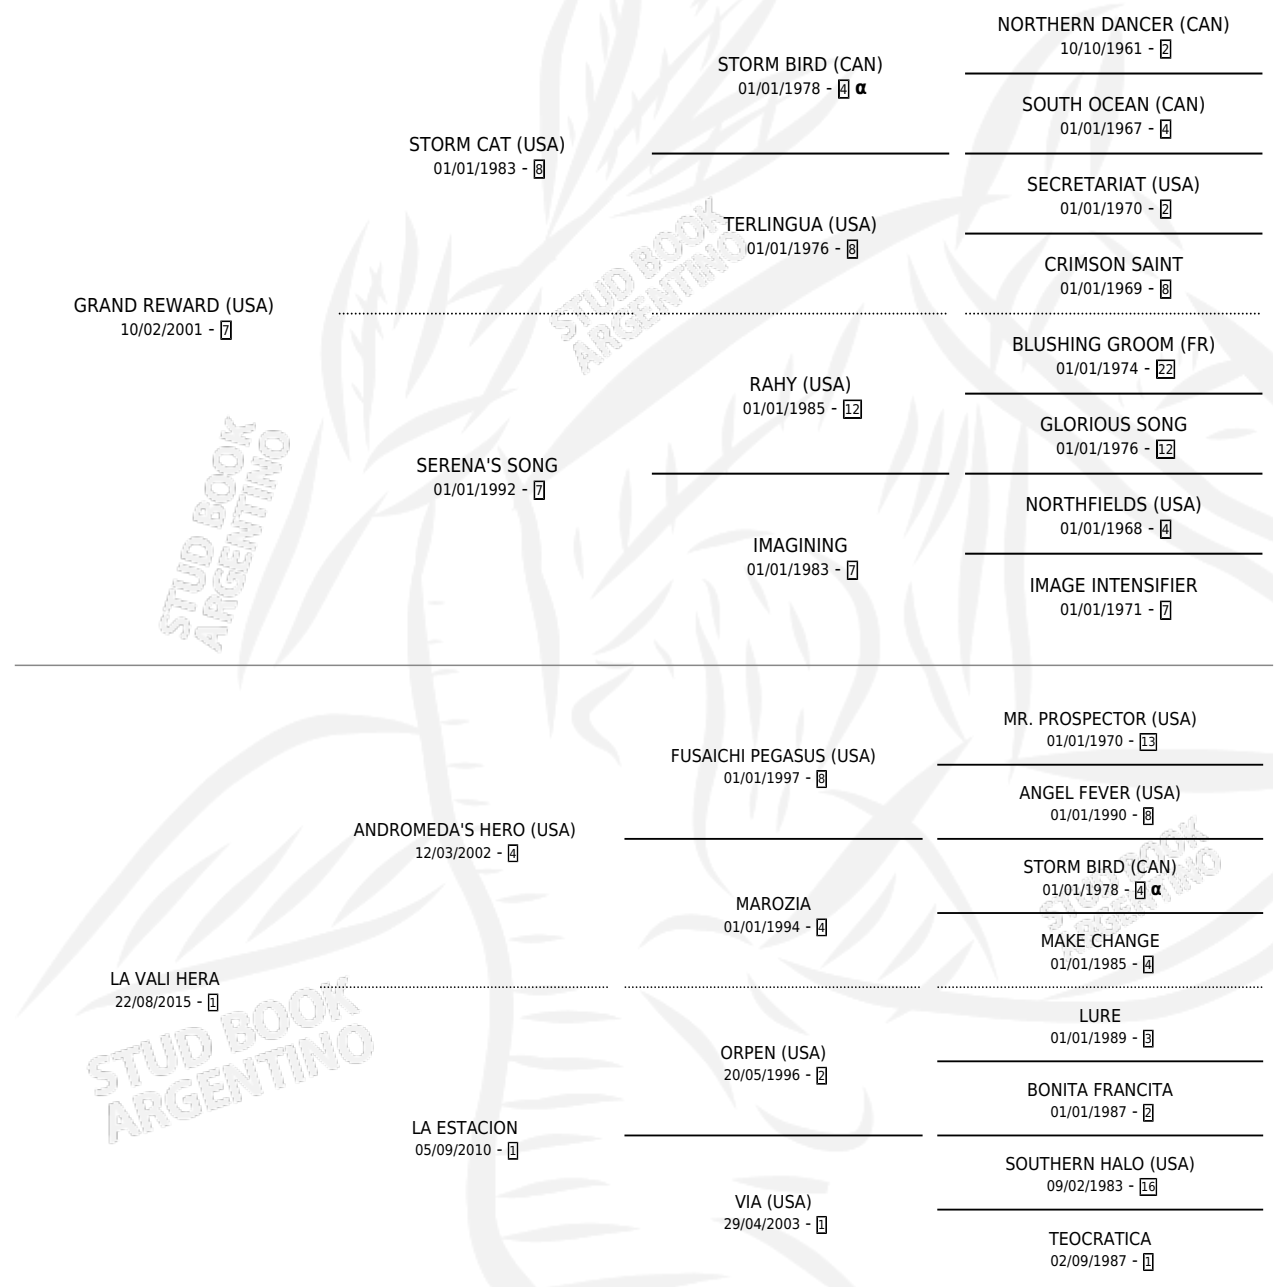 NORTHERN DANCER (CAN)
10/10/1961 - 2
STORM BIRD (CAN)
01/01/1978 - 4 α
SOUTH OCEAN (CAN)
01/01/1967 - 4
STORM CAT (USA)
01/01/1983 - 8
SECRETARIAT (USA)
01/01/1970 - 2
TERLINGUA (USA)
01/01/1976 - 8
CRIMSON SAINT
01/01/1969 - 8
GRAND REWARD (USA)
10/02/2001 - 7
BLUSHING GROOM (FR)
01/01/1974 - 22
RAHY (USA)
01/01/1985 - 12
GLORIOUS SONG
01/01/1976 - 12
SERENA'S SONG
01/01/1992 - 7
NORTHFIELDS (USA)
01/01/1968 - 4
IMAGINING
01/01/1983 - 7
IMAGE INTENSIFIER
01/01/1971 - 7
MR. PROSPECTOR (USA)
01/01/1970 - 13
FUSAICHI PEGASUS (USA)
01/01/1997 - 8
ANGEL FEVER (USA)
01/01/1990 - 8
ANDROMEDA'S HERO (USA)
12/03/2002 - 4
STORM BIRD (CAN)
01/01/1978 - 4 α
MAROZIA
01/01/1994 - 4
MAKE CHANGE
01/01/1985 - 4
LA VALI HERA
22/08/2015 - 1
LURE
01/01/1989 - 3
ORPEN (USA)
20/05/1996 - 2
BONITA FRANCITA
01/01/1987 - 2
LA ESTACION
05/09/2010 - 1
SOUTHERN HALO (USA)
09/02/1983 - 16
VIA (USA)
29/04/2003 - 1
TEOCRATICA
02/09/1987 - 1
STUD BOOK
ARGENTINO
STUD BOOK
ARGENTINO
STUD BOOK
ARGENTINO
STUD BOOK
ARGENTINO